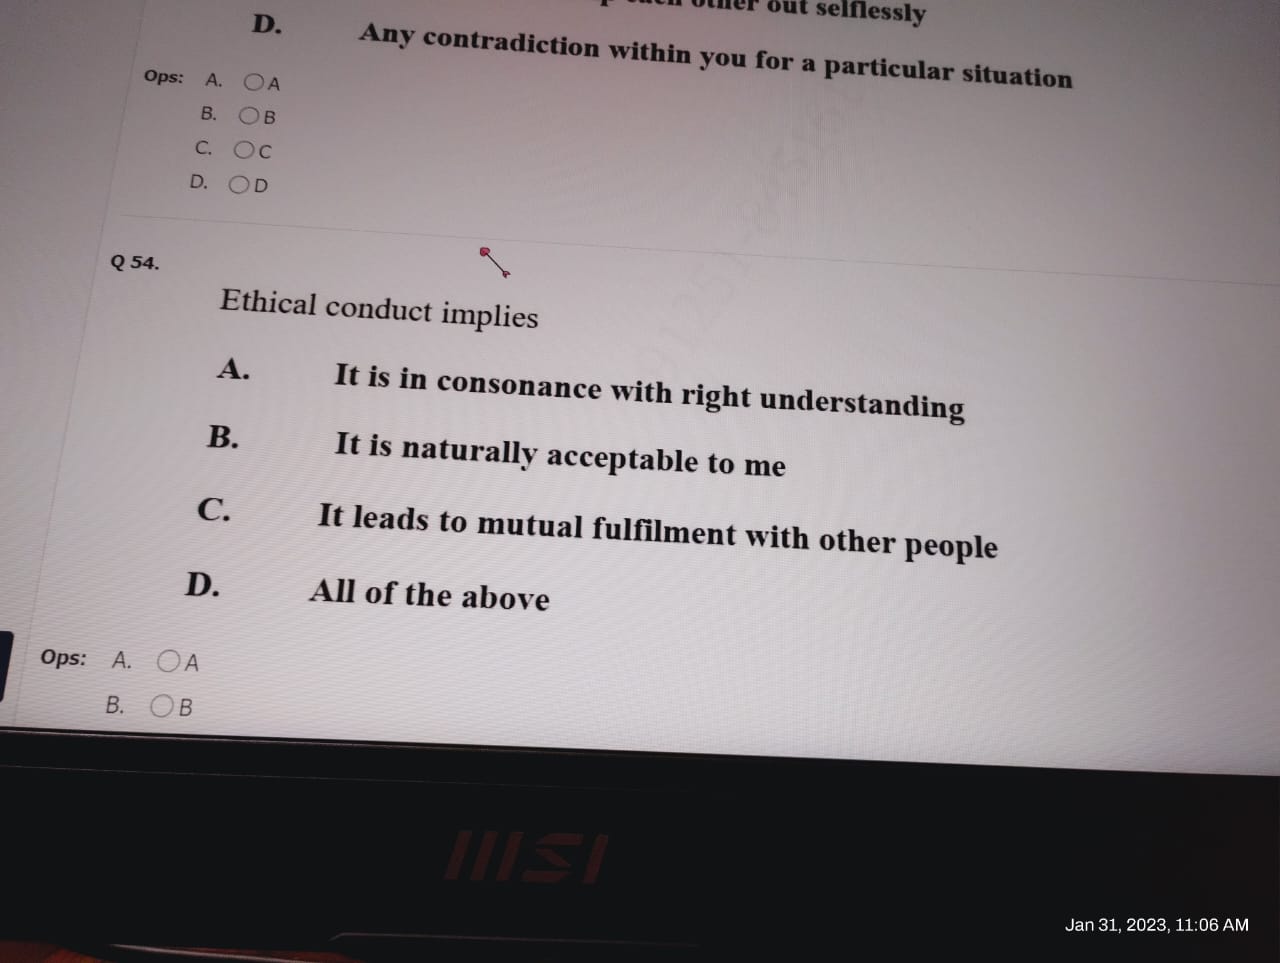 other out selflessly
D. Any contradiction within you for a particular situation
Ops: A. A
B. B
C. C
D. D
Q 54.
Ethical conduct implies
A. It is in consonance with right understanding
B. It is naturally acceptable to me
C. It leads to mutual fulfilment with other people
D. All of the above
Ops: A. A
B. B
msi
Jan 31, 2023, 11:06 AM